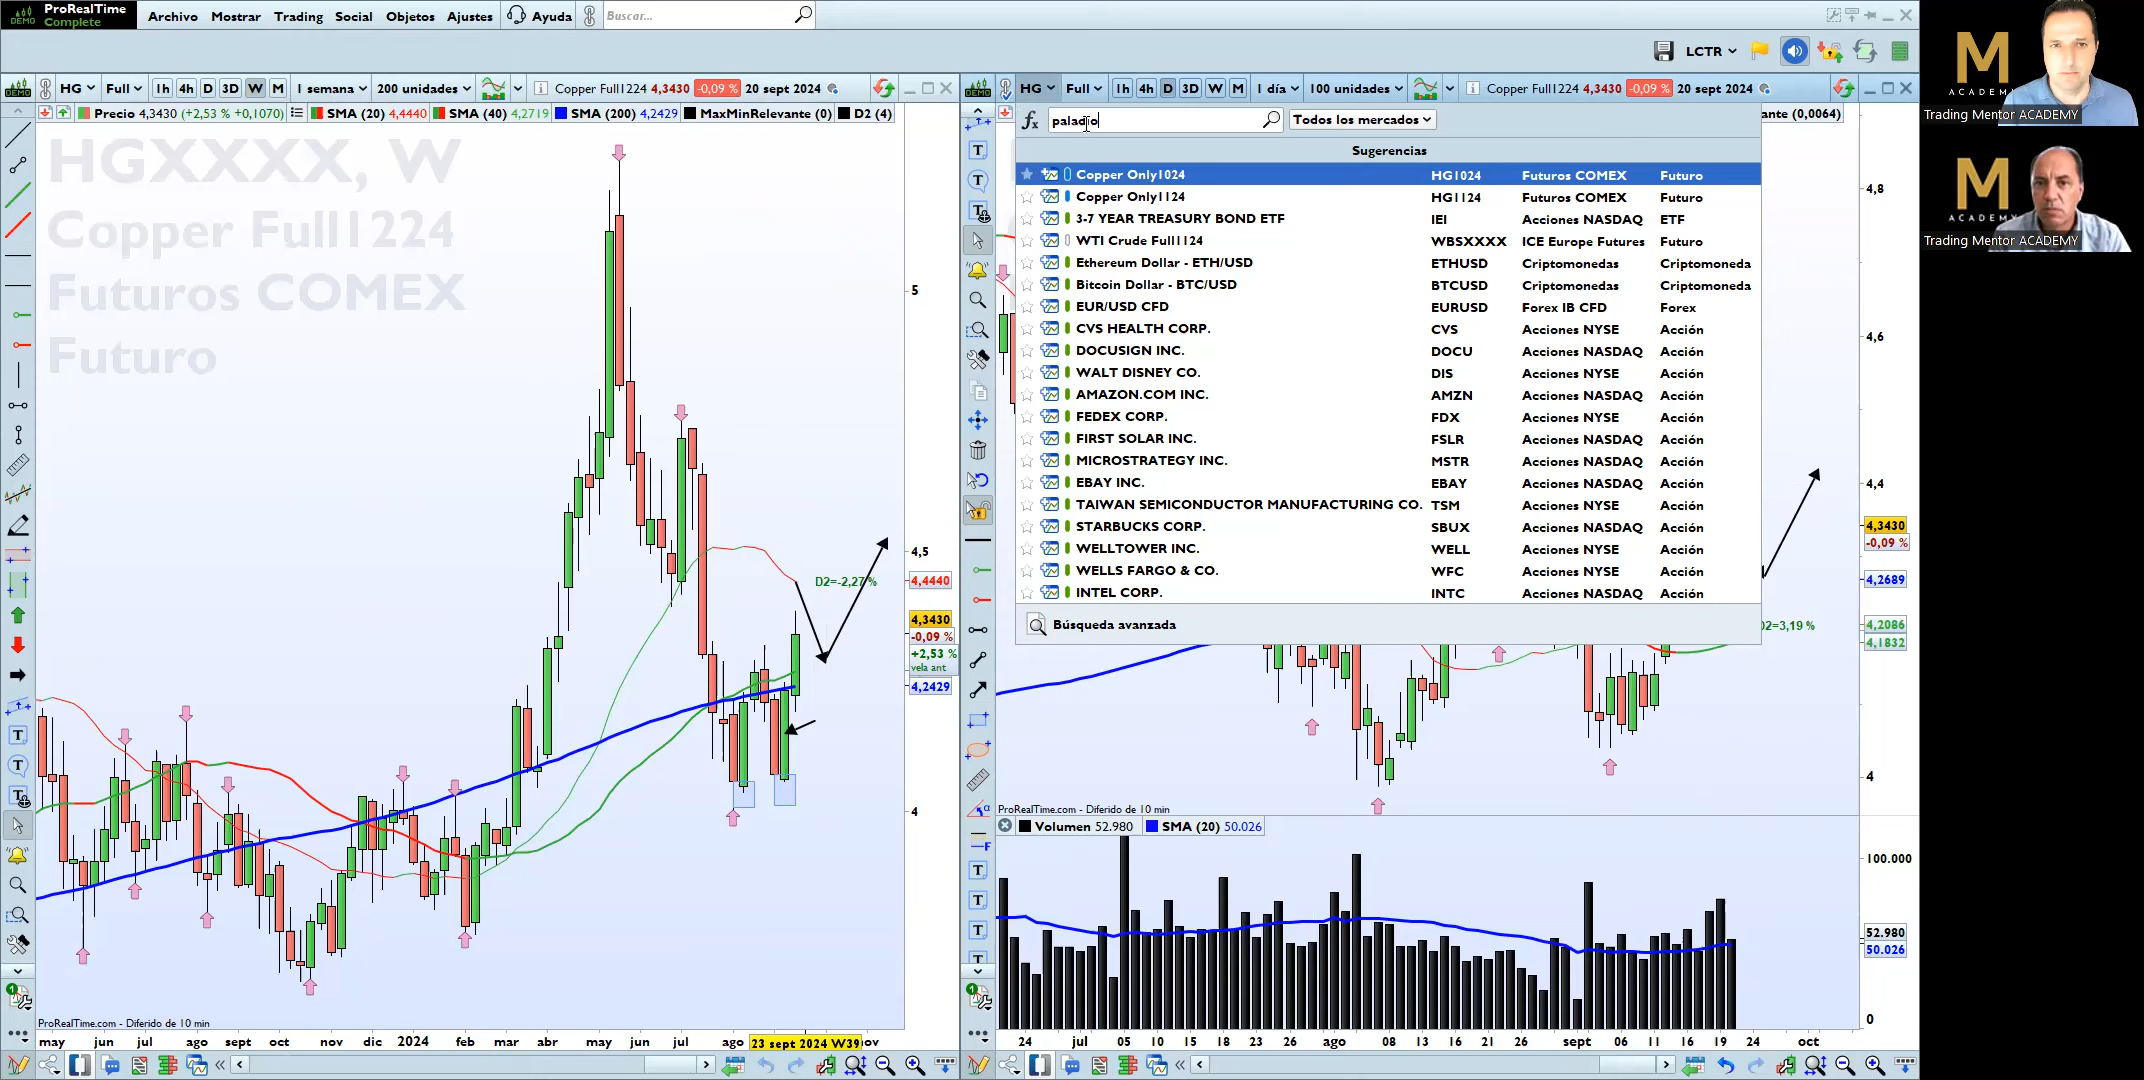 ProRealTime
DEMO Complete
Archivo Mostrar Trading Social Objetos Ajustes Ayuda Buscar...
LCTR
HG Full 1h 4h D 3D W M 1 semana 200 unidades Copper Full1224 4,3430 -0,09 % 20 sept 2024
Precio 4,3430 (+2,53 % +0,1070) SMA (20) 4,4440 SMA (40) 4,2719 SMA (200) 4,2429 MaxMinRelevante (0) D2 (4)
HGXXXX, W
Copper Full1224
Futuros COMEX
Futuro
5
4,5
D2=-2,27 %
4,4440
4,3430
-0,09 %
+2,53 %
vela ant
4,2429
4
ProRealTime.com - Diferido de 10 min
may jun jul ago sept oct nov dic 2024 feb mar abr may jun jul ago 23 sept 2024 W39 nov
HG Full 1h 4h D 3D W M 1 día 100 unidades Copper Full1224 4,3430 -0,09 % 20 sept 2024
paladio Todos los mercados
ante (0,0064)
Sugerencias
Copper Only1024 HG1024 Futuros COMEX Futuro
Copper Only1124 HG1124 Futuros COMEX Futuro
3-7 YEAR TREASURY BOND ETF IEI Acciones NASDAQ ETF
WTI Crude Full1124 WBSXXXX ICE Europe Futures Futuro
Ethereum Dollar - ETH/USD ETHUSD Criptomonedas Criptomoneda
Bitcoin Dollar - BTC/USD BTCUSD Criptomonedas Criptomoneda
EUR/USD CFD EURUSD Forex IB CFD Forex
CVS HEALTH CORP. CVS Acciones NYSE Acción
DOCUSIGN INC. DOCU Acciones NASDAQ Acción
WALT DISNEY CO. DIS Acciones NYSE Acción
AMAZON.COM INC. AMZN Acciones NASDAQ Acción
FEDEX CORP. FDX Acciones NYSE Acción
FIRST SOLAR INC. FSLR Acciones NASDAQ Acción
MICROSTRATEGY INC. MSTR Acciones NASDAQ Acción
EBAY INC. EBAY Acciones NASDAQ Acción
TAIWAN SEMICONDUCTOR MANUFACTURING CO. TSM Acciones NYSE Acción
STARBUCKS CORP. SBUX Acciones NASDAQ Acción
WELLTOWER INC. WELL Acciones NYSE Acción
WELLS FARGO & CO. WFC Acciones NYSE Acción
INTEL CORP. INTC Acciones NASDAQ Acción
Búsqueda avanzada
4,8
4,6
4,4
4,3430
-0,09 %
4,2689
4,2086
4,1832
4
2=3,19 %
ProRealTime.com - Diferido de 10 min
Volumen 52.980 SMA (20) 50.026
100.000
52.980
50.026
0
24 jul 05 10 15 18 23 26 ago 08 13 16 21 26 sept 06 11 16 19 24 oct
M
ACADEMY
Trading Mentor ACADEMY
M
ACADEMY
Trading Mentor ACADEMY